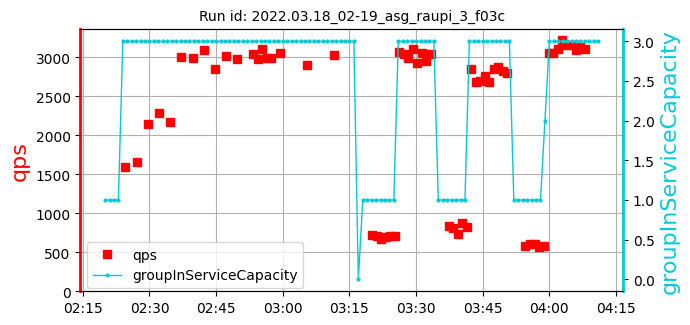 Run id: 2022.03.18_02-19_asg_raupi_3_f03c
qps
3000
2500
2000
1500
1000
500
0
3.0
2.5
2.0
1.5
1.0
0.5
0.0
groupInServiceCapacity
qps
groupInServiceCapacity
02:15 02:30 02:45 03:00 03:15 03:30 03:45 04:00 04:15